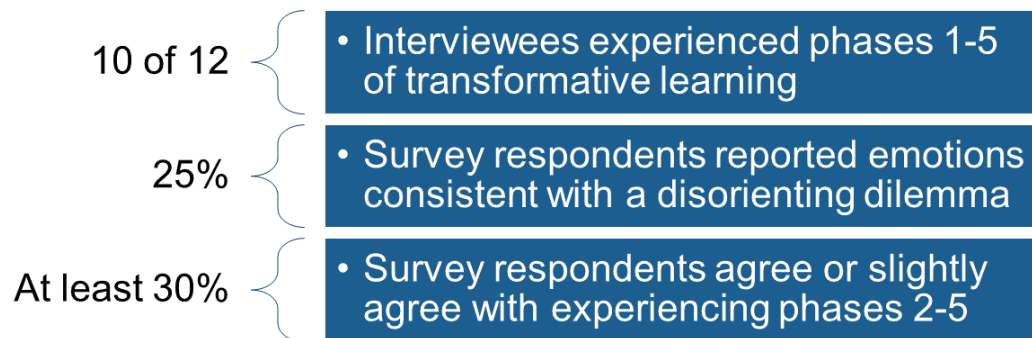 10 of 12
• Interviewees experienced phases 1-5
of transformative learning
25%
• Survey respondents reported emotions
consistent with a disorienting dilemma
At least 30%
• Survey respondents agree or slightly
agree with experiencing phases 2-5